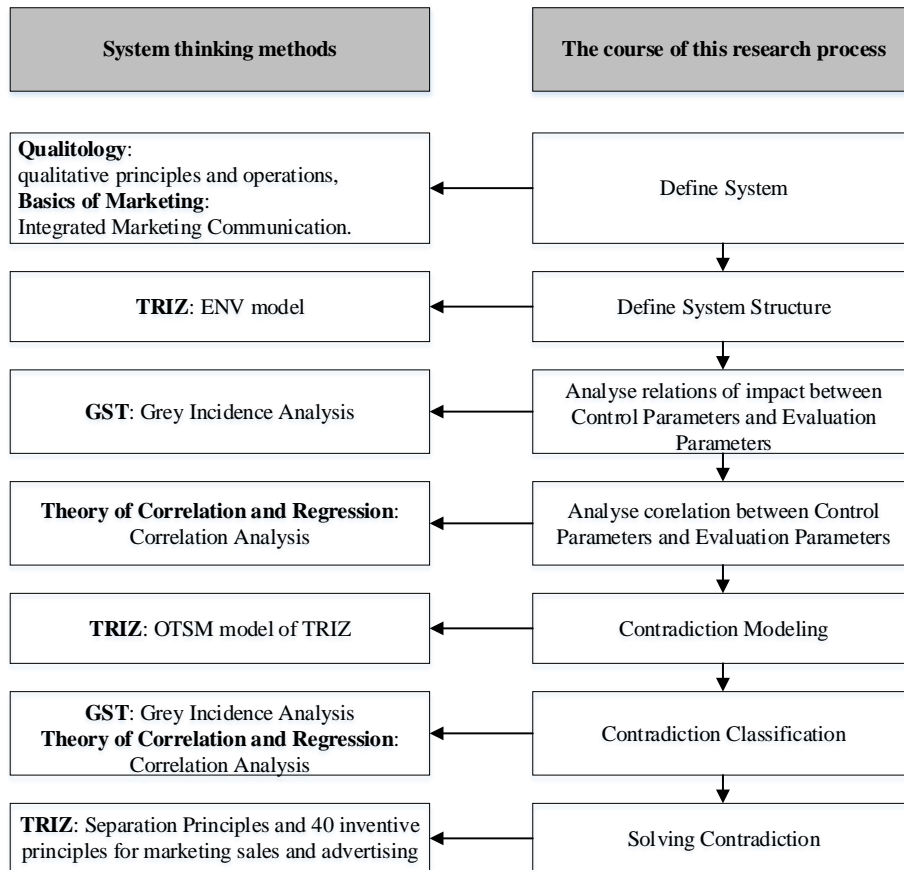 System thinking methods
The course of this research process
Qualitology:
qualitative principles and operations,
Basics of Marketing:
Integrated Marketing Communication.
Define System
TRIZ: ENV model
Define System Structure
GST: Grey Incidence Analysis
Analyse relations of impact between
Control Parameters and Evaluation
Parameters
Theory of Correlation and Regression:
Correlation Analysis
Analyse corelation between Control
Parameters and Evaluation Parameters
TRIZ: OTSM model of TRIZ
Contradiction Modeling
GST: Grey Incidence Analysis
Theory of Correlation and Regression:
Correlation Analysis
Contradiction Classification
TRIZ: Separation Principles and 40 inventive
principles for marketing sales and advertising
Solving Contradiction